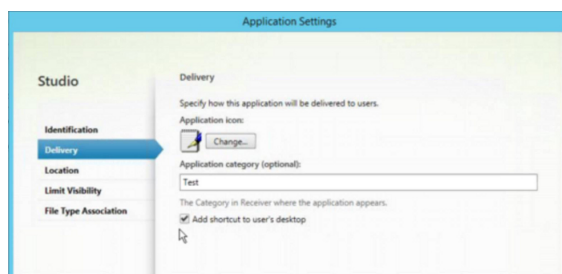 Application Settings
Studio
Identification
Delivery
Location
Limit Visibility
File Type Association
Delivery
Specify how this application will be delivered to users.
Application icon:
Change...
Application category (optional):
Test
The Category in Receiver where the application appears.
Add shortcut to user's desktop